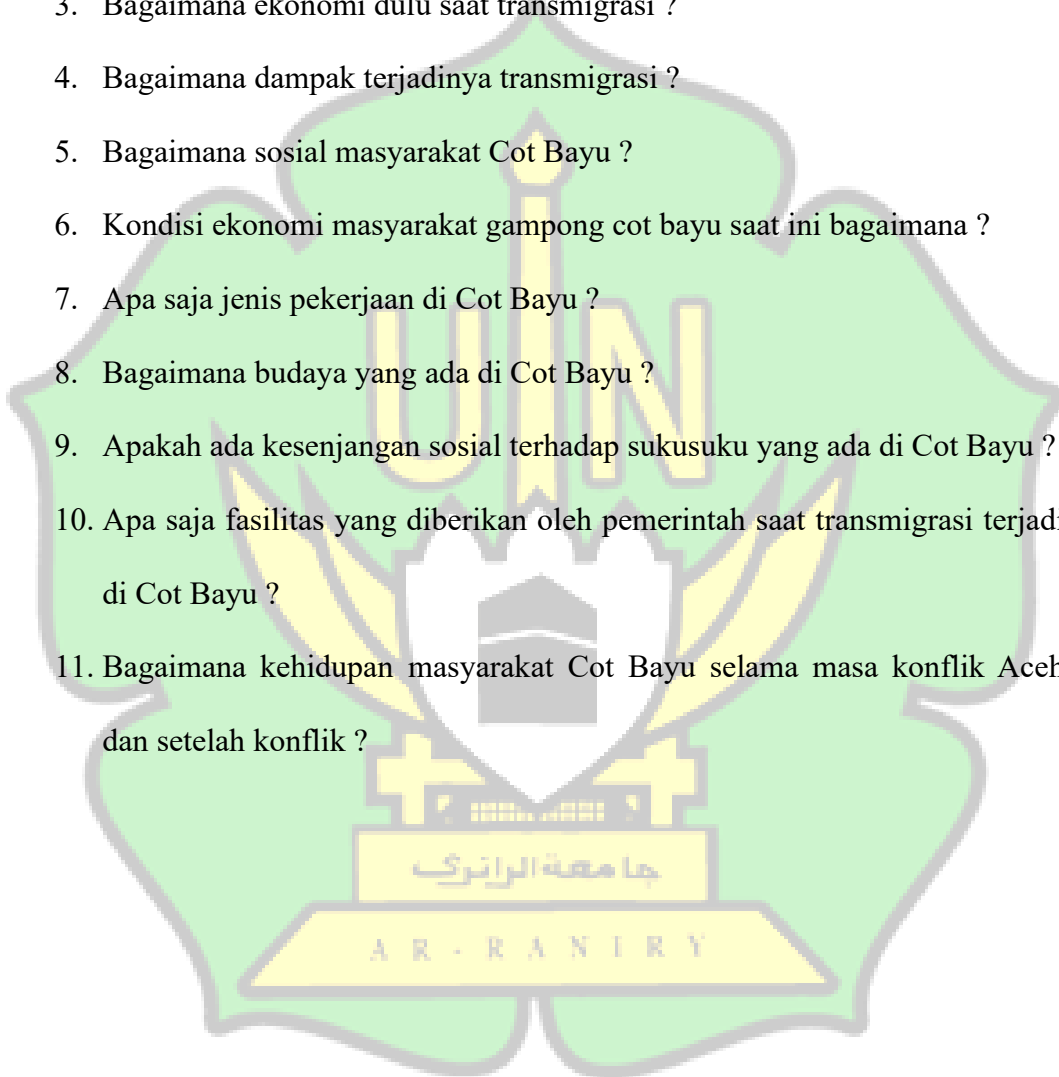 3. Bagaimana ekonomi dulu saat transmigrasi ?
4. Bagaimana dampak terjadinya transmigrasi ?
5. Bagaimana sosial masyarakat Cot Bayu ?
6. Kondisi ekonomi masyarakat gampong cot bayu saat ini bagaimana ?
7. Apa saja jenis pekerjaan di Cot Bayu ?
8. Bagaimana budaya yang ada di Cot Bayu ?
9. Apakah ada kesenjangan sosial terhadap sukusuku yang ada di Cot Bayu ?
10. Apa saja fasilitas yang diberikan oleh pemerintah saat transmigrasi terjadi
di Cot Bayu ?
11. Bagaimana kehidupan masyarakat Cot Bayu selama masa konflik Aceh
dan setelah konflik ?
UIN
جامعة الرانري
AR-RANIRY